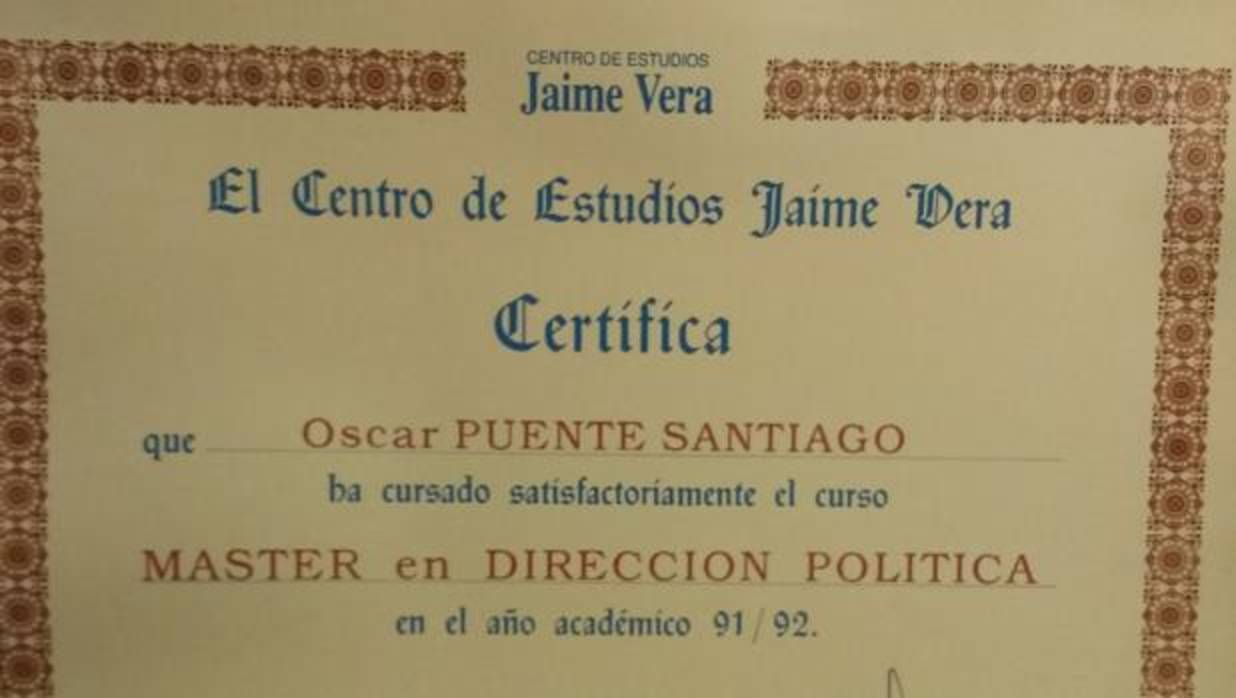 CENTRO DE ESTUDIOS
Jaime Vera
El Centro de Estudios Jaime Vera
Certifica
que Oscar PUENTE SANTIAGO
ha cursado satisfactoriamente el curso
MASTER en DIRECCION POLITICA
en el año académico 91/92.